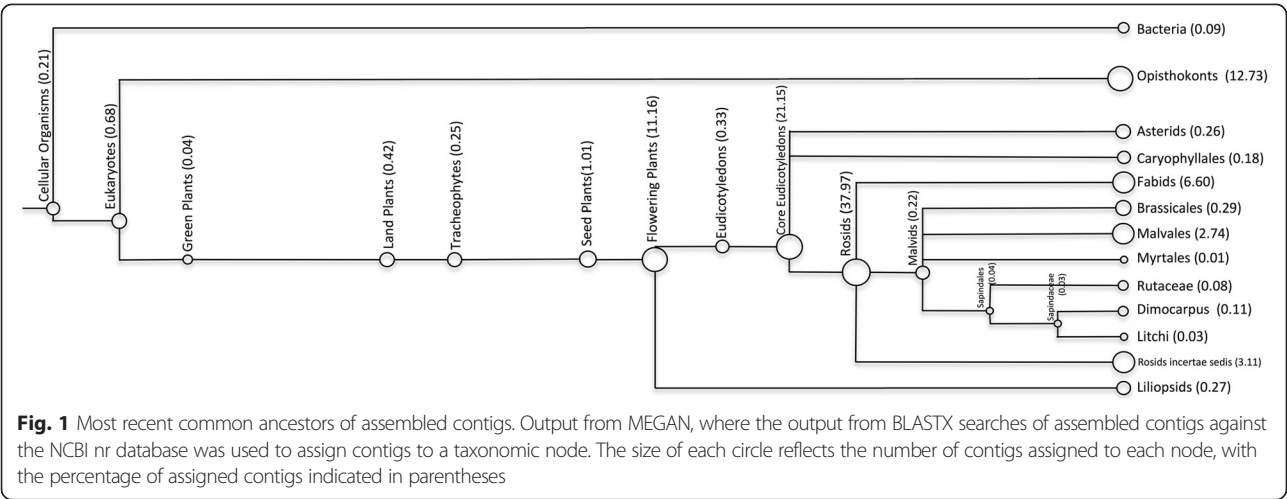 Cellular Organisms (0.21)
Eukaryotes (0.68)
Green Plants (0.04)
Land Plants (0.42)
Tracheophytes (0.25)
Seed Plants(1.01)
Flowering Plants (11.16)
Eudicotyledons (0.33)
Core Eudicotyledons (21.15)
Rosids (37.97)
Malvids (0.22)
Sapindales
(0.04)
Sapindaceae
(0.03)
Bacteria (0.09)
Opisthokonts (12.73)
Asterids (0.26)
Caryophyllales (0.18)
Fabids (6.60)
Brassicales (0.29)
Malvales (2.74)
Myrtales (0.01)
Rutaceae (0.08)
Dimocarpus (0.11)
Litchi (0.03)
Rosids incertae sedis (3.11)
Liliopsids (0.27)
Fig. 1 Most recent common ancestors of assembled contigs. Output from MEGAN, where the output from BLASTX searches of assembled contigs against
the NCBI nr database was used to assign contigs to a taxonomic node. The size of each circle reflects the number of contigs assigned to each node, with
the percentage of assigned contigs indicated in parentheses